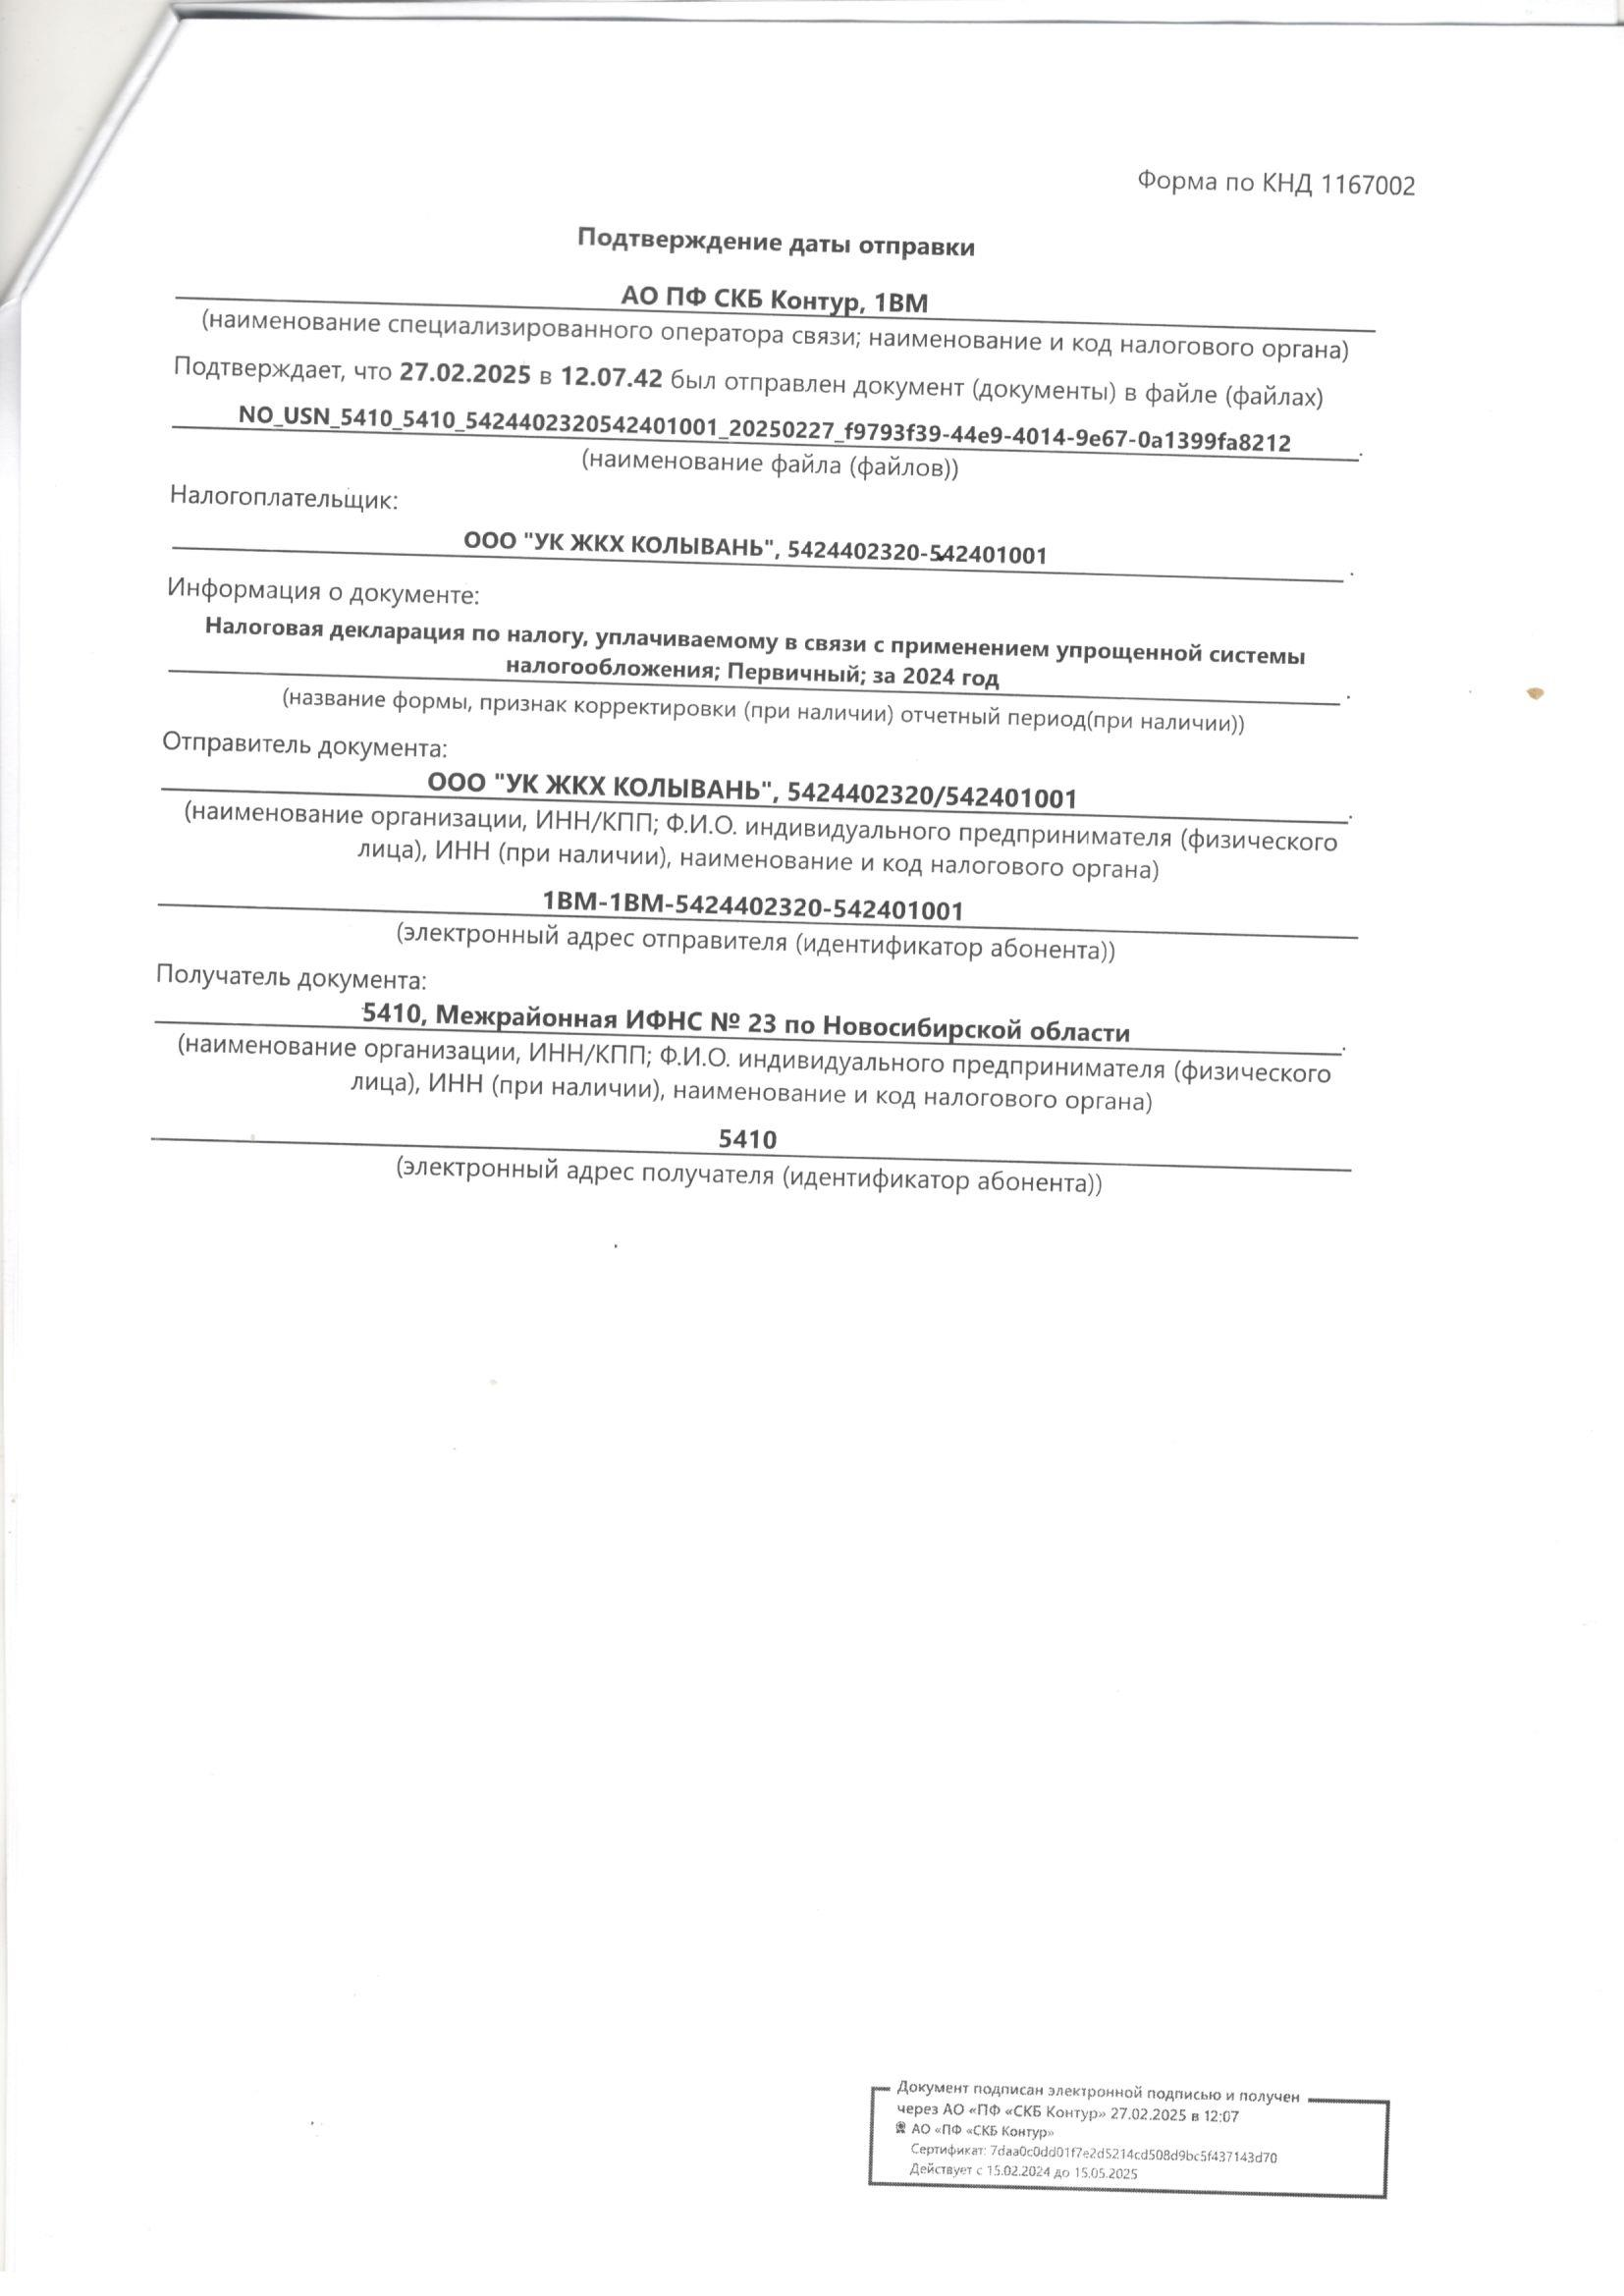 Форма по КНД 1167002
Подтверждение даты отправки
АО ПФ СКБ Контур, 1BM
(наименование специализированного оператора связи; наименование и код налогового органа)
Подтверждает, что 27.02.2025 в 12.07.42 был отправлен документ (документы) в файле (файлах)
NO_USN_5410_5410_5424402320542401001_20250227_f9793f39-44e9-4014-9e67-0a1399fa8212.
(наименование файла (файлов))
Налогоплательщик:
ООО "УК ЖКХ КОЛЫВАНЬ", 5424402320-542401001.
Информация о документе:
Налоговая декларация по налогу, уплачиваемому в связи с применением упрощенной системы
налогообложения; Первичный; за 2024 год.
(название формы, признак корректировки (при наличии) отчетный период(при наличии))
Отправитель документа:
ООО "УК ЖКХ КОЛЫВАНЬ", 5424402320/542401001.
(наименование организации, ИНН/КПП; Ф.И.О. индивидуального предпринимателя (физического
лица), ИНН (при наличии), наименование и код налогового органа)
1BM-1BM-5424402320-542401001
(электронный адрес отправителя (идентификатор абонента))
Получатель документа:
5410, Межрайонная ИФНС № 23 по Новосибирской области.
(наименование организации, ИНН/КПП; Ф.И.О. индивидуального предпринимателя (физического
лица), ИНН (при наличии), наименование и код налогового органа)
5410
(электронный адрес получателя (идентификатор абонента))
Документ подписан электронной подписью и получен
через АО «ПФ «СКБ Контур» 27.02.2025 в 12:07
АО «ПФ «СКБ Контур»
Сертификат: 7daa0c0dd01f7e2d5214cd508d9bc5f437143d70
Действует с 15.02.2024 до 15.05.2025